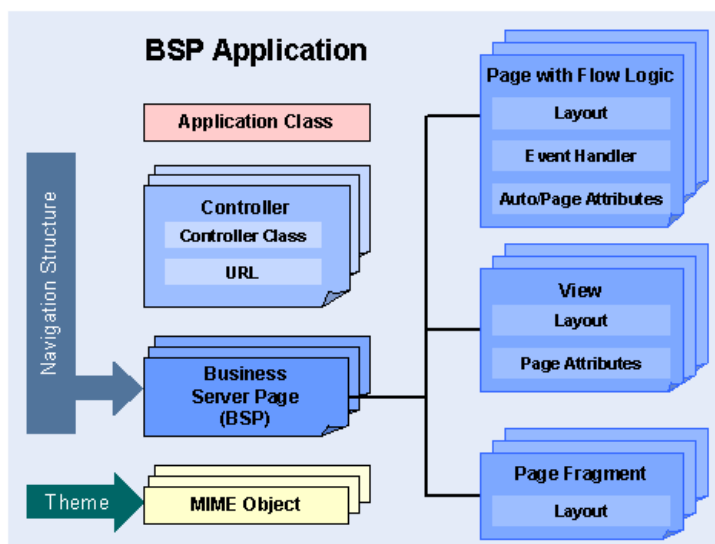 BSP Application
Application Class
Controller
Controller Class
URL
Navigation Structure
Business
Server Page
(BSP)
Theme
MIME Object
Page with Flow Logic
Layout
Event Handler
Auto/Page Attributes
View
Layout
Page Attributes
Page Fragment
Layout